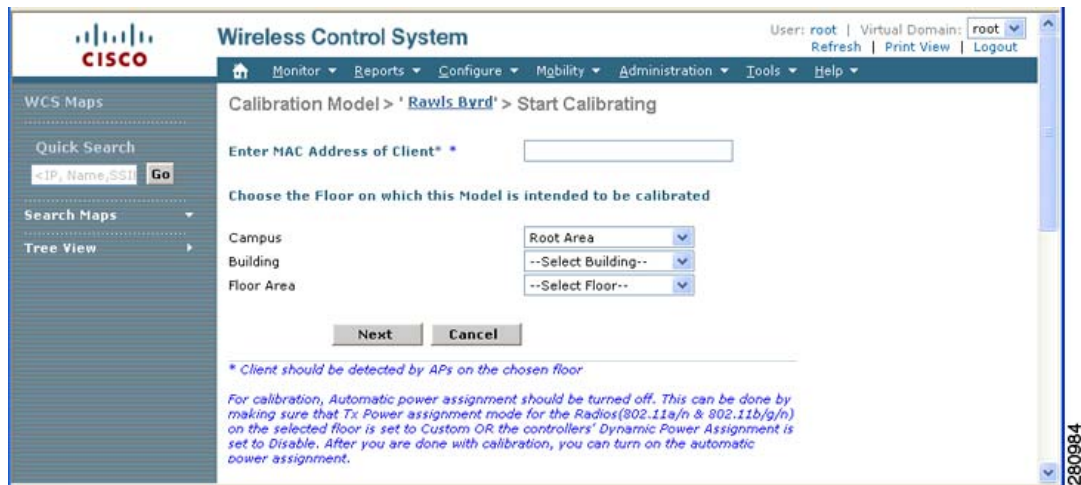 CISCO
Wireless Control System
User: root | Virtual Domain: root
Refresh | Print View | Logout
Monitor Reports Configure Mobility Administration Tools Help
WCS Maps
Quick Search
<IP, Name,SSI Go
Search Maps
Tree View
Calibration Model > ' Rawls Byrd' > Start Calibrating
Enter MAC Address of Client* *
Choose the Floor on which this Model is intended to be calibrated
Campus Root Area
Building --Select Building--
Floor Area --Select Floor--
Next Cancel
* Client should be detected by APs on the chosen floor
For calibration, Automatic power assignment should be turned off. This can be done by
making sure that Tx Power assignment mode for the Radios(802.11a/n & 802.11b/g/n)
on the selected floor is set to Custom OR the controllers' Dynamic Power Assignment is
set to Disable. After you are done with calibration, you can turn on the automatic
power assignment.
280984